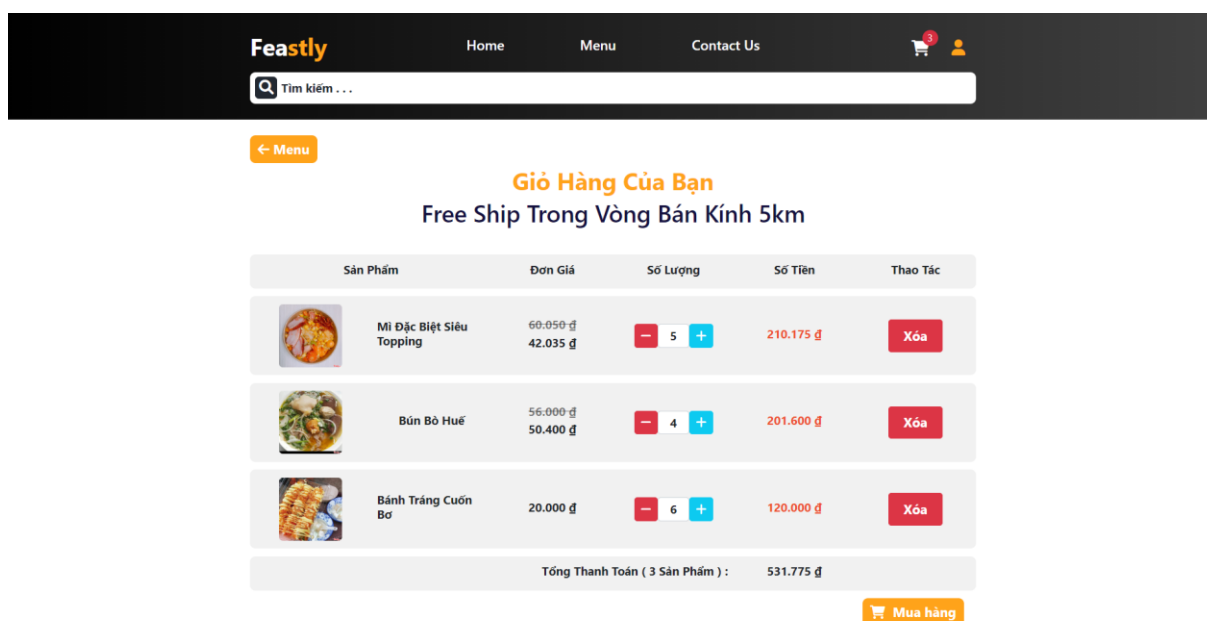 Feastly Home Menu Contact Us 3
Tìm kiếm . . .
Menu
Giỏ Hàng Của Bạn
Free Ship Trong Vòng Bán Kính 5km
Sản Phẩm Đơn Giá Số Lượng Số Tiền Thao Tác
Mì Đặc Biệt Siêu
Topping
60.050 ₫
42.035 ₫
5
210.175 ₫
Xóa
Bún Bò Huế
56.000 ₫
50.400 ₫
4
201.600 ₫
Xóa
Bánh Tráng Cuốn
Bơ
20.000 ₫
6
120.000 ₫
Xóa
Tổng Thanh Toán ( 3 Sản Phẩm ) : 531.775 ₫
Mua hàng